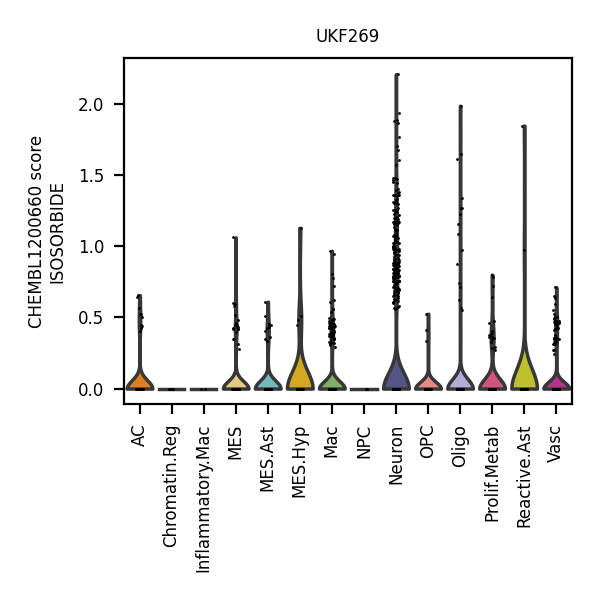 UKF269
CHEMBL1200660 score
ISOSORBIDE
2.0
1.5
1.0
0.5
0.0
AC
Chromatin.Reg
Inflammatory.Mac
MES
MES.Ast
MES.Hyp
Mac
NPC
Neuron
OPC
Oligo
Prolif.Metab
Reactive.Ast
Vasc